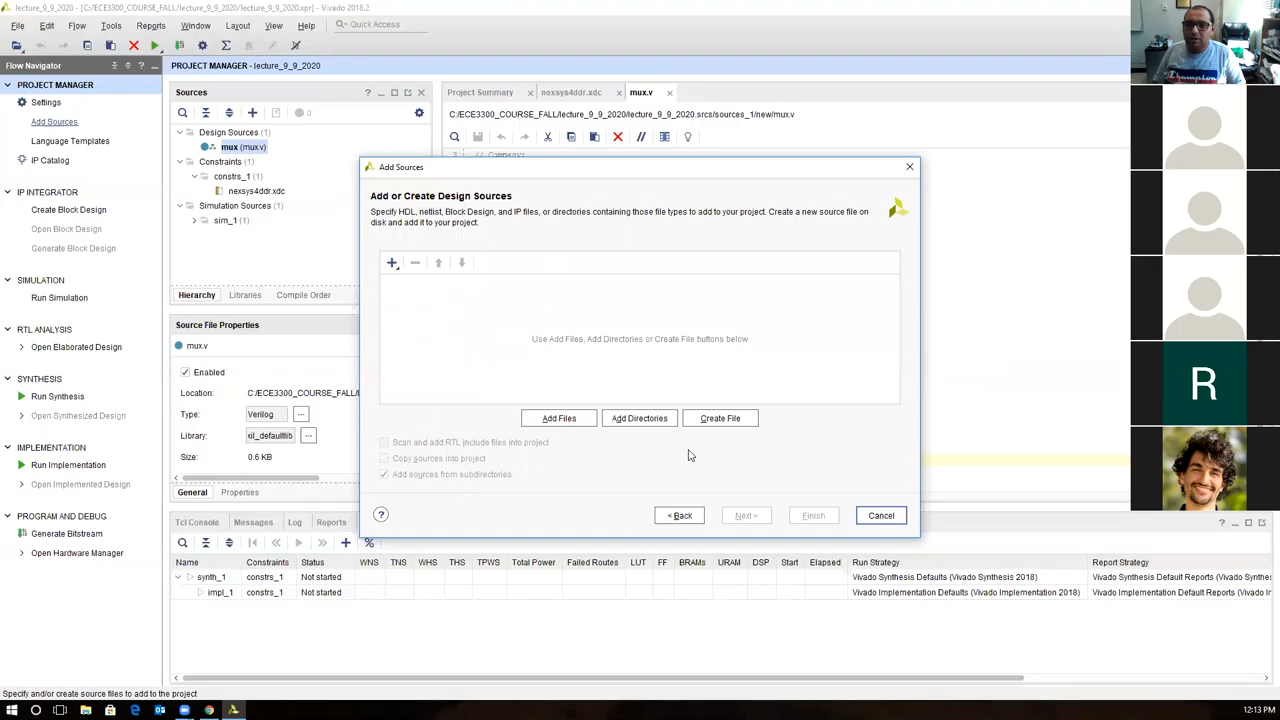 lecture_9_9_2020 - [C:/ECE3300_COURSE_FALL/lecture_9_9_2020/lecture_9_9_2020.xpr] - Vivado 2018.2
File Edit Flow Tools Reports Window Layout View Help Quick Access
Flow Navigator
PROJECT MANAGER - lecture_9_9_2020
PROJECT MANAGER
Settings
Add Sources
Language Templates
IP Catalog
IP INTEGRATOR
Create Block Design
Open Block Design
Generate Block Design
SIMULATION
Run Simulation
RTL ANALYSIS
Open Elaborated Design
SYNTHESIS
Run Synthesis
Open Synthesized Design
IMPLEMENTATION
Run Implementation
Open Implemented Design
PROGRAM AND DEBUG
Generate Bitstream
Open Hardware Manager
Sources
0
Design Sources (1)
mux (mux.v)
Constraints (1)
constrs_1 (1)
nexsys4ddr.xdc
Simulation Sources (1)
sim_1 (1)
Hierarchy Libraries Compile Order
Source File Properties
mux.v
Enabled
Location: C:/ECE3300_COURSE_FALL/
Type: Verilog
Library: xil_defaultlib
Size: 0.6 KB
General Properties
Project Summary nexsys4ddr.xdc mux.v
C:/ECE3300_COURSE_FALL/lecture_9_9_2020/lecture_9_9_2020.srcs/sources_1/new/mux.v
3 // Company:
Add Sources
Add or Create Design Sources
Specify HDL, netlist, Block Design, and IP files, or directories containing those file types to add to your project. Create a new source file on
disk and add it to your project.
Use Add Files, Add Directories or Create File buttons below
Add Files Add Directories Create File
Scan and add RTL include files into project
Copy sources into project
Add sources from subdirectories
? < Back Next > Finish Cancel
Tcl Console Messages Log Reports
Name Constraints Status WNS TNS WHS THS TPWS Total Power Failed Routes LUT FF BRAMs URAM DSP Start Elapsed Run Strategy Report Strategy
synth_1 constrs_1 Not started Vivado Synthesis Defaults (Vivado Synthesis 2018) Vivado Synthesis Default Reports (Vivado Synthes
impl_1 constrs_1 Not started Vivado Implementation Defaults (Vivado Implementation 2018) Vivado Implementation Default Reports (Vivado Im
Specify and/or create source files to add to the project
12:13 PM
Champion
R